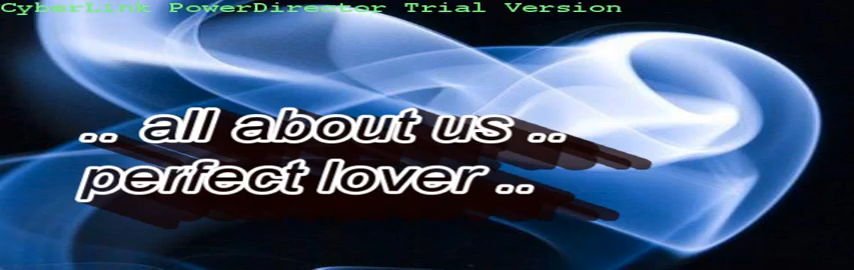 CyberLink PowerDirector Trial Version
.. all about us ..
perfect lover ..